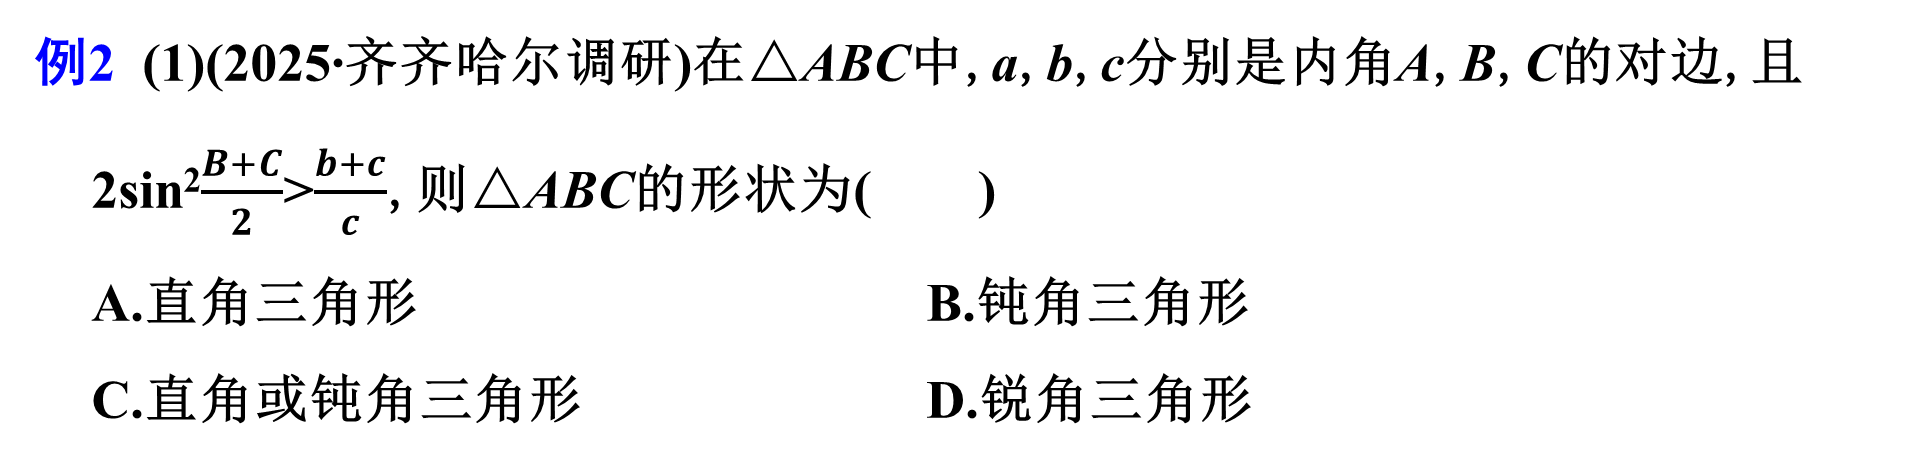 例2 (1)(2025·齐齐哈尔调研)在△ABC中, a, b, c分别是内角A, B, C的对边, 且
2sin²\frac{B+C}{2}>\frac{b+c}{c}, 则△ABC的形状为(  )
A.直角三角形 B.钝角三角形
C.直角或钝角三角形 D.锐角三角形